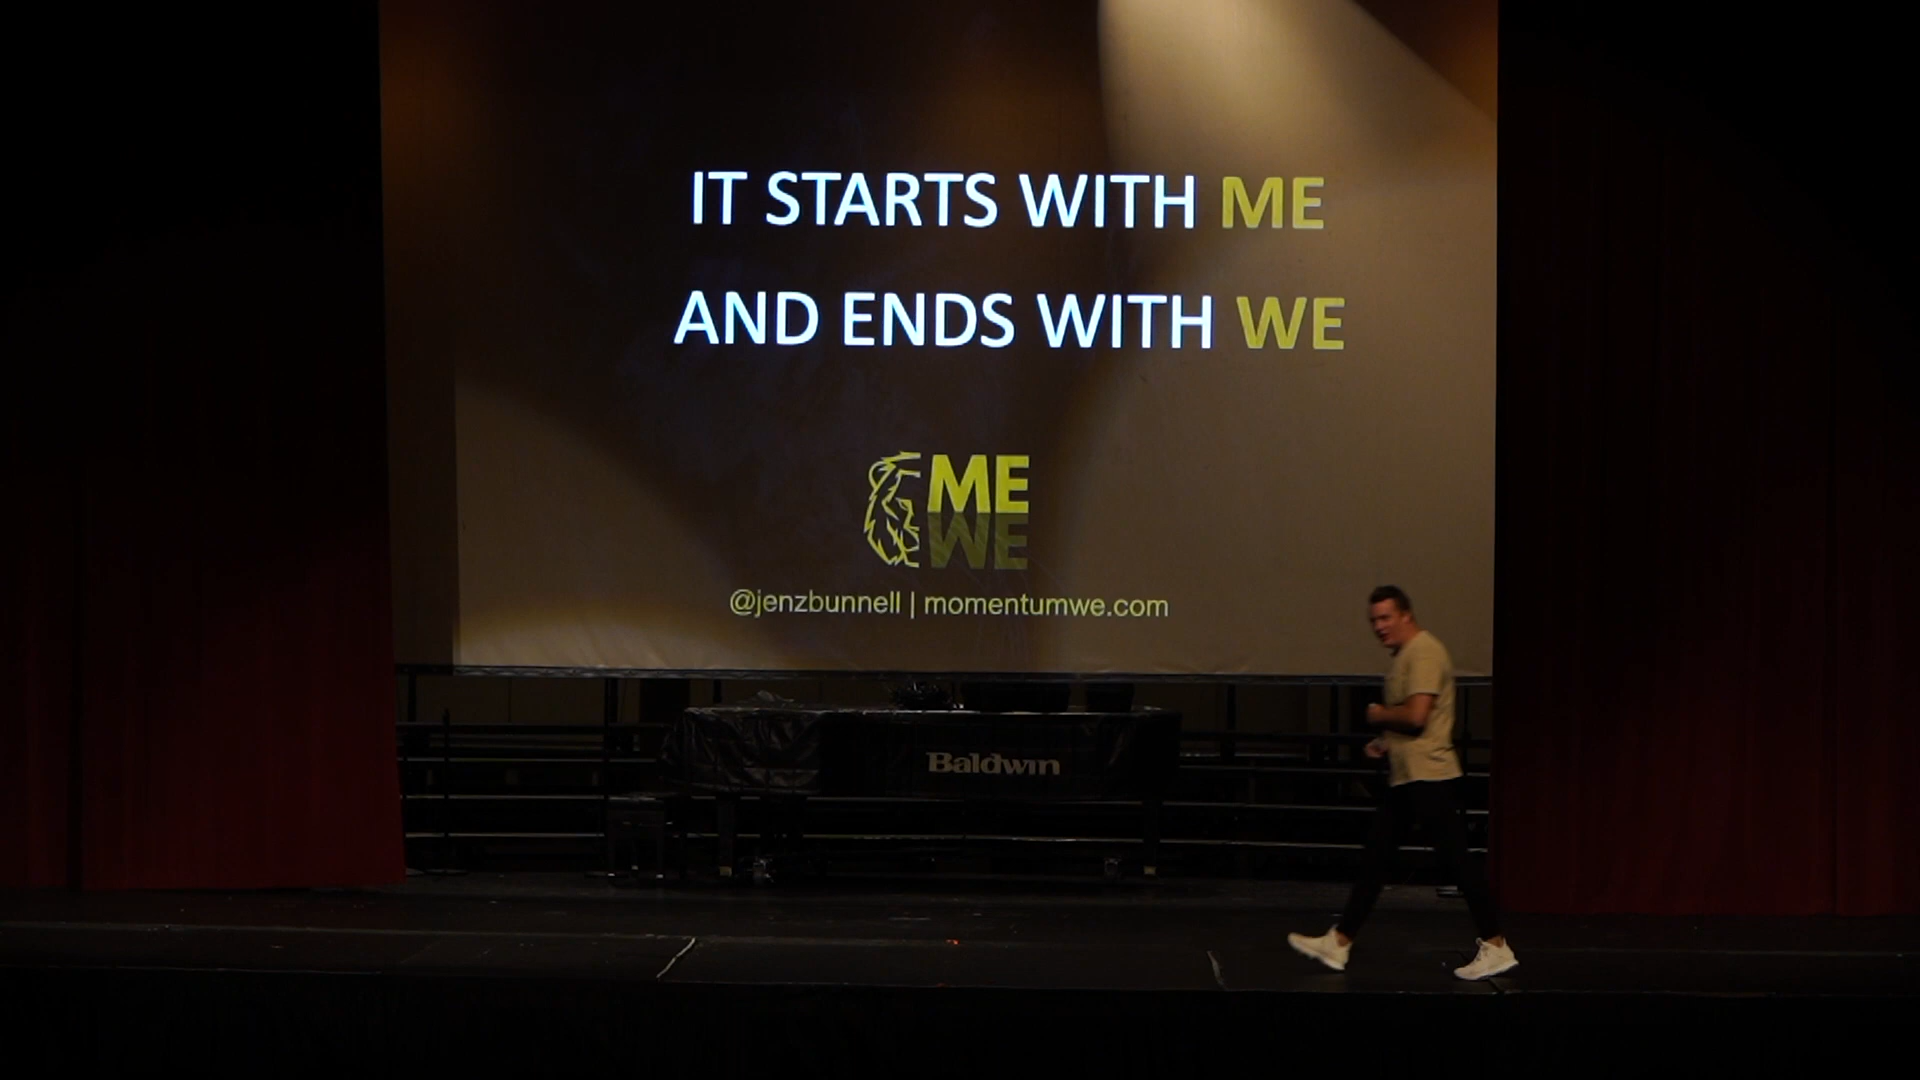 IT STARTS WITH ME
AND ENDS WITH WE
ME
WE
@jenzbunnell | momentumwe.com
Baldwin